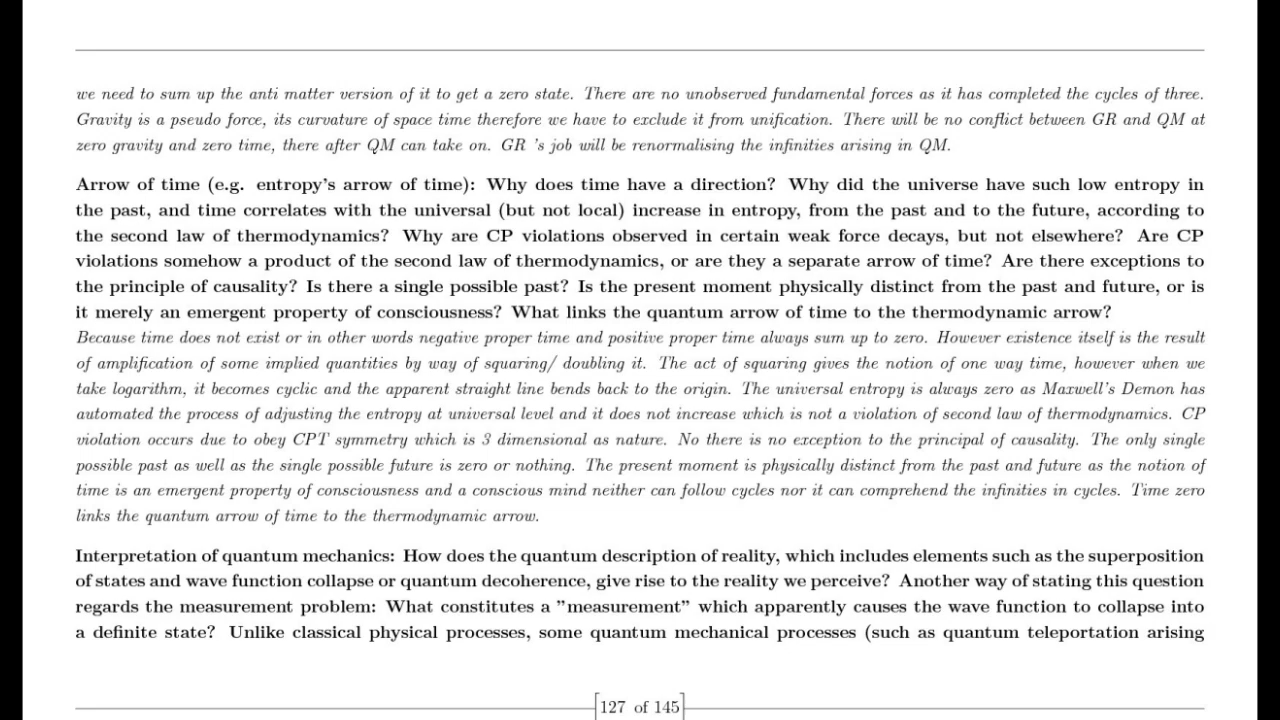 we need to sum up the anti matter version of it to get a zero state. There are no unobserved fundamental forces as it has completed the cycles of three.
Gravity is a pseudo force, its curvature of space time therefore we have to exclude it from unification. There will be no conflict between GR and QM at
zero gravity and zero time, there after QM can take on. GR 's job will be renormalising the infinities arising in QM.
Arrow of time (e.g. entropy's arrow of time): Why does time have a direction? Why did the universe have such low entropy in
the past, and time correlates with the universal (but not local) increase in entropy, from the past and to the future, according to
the second law of thermodynamics? Why are CP violations observed in certain weak force decays, but not elsewhere? Are CP
violations somehow a product of the second law of thermodynamics, or are they a separate arrow of time? Are there exceptions to
the principle of causality? Is there a single possible past? Is the present moment physically distinct from the past and future, or is
it merely an emergent property of consciousness? What links the quantum arrow of time to the thermodynamic arrow?
Because time does not exist or in other words negative proper time and positive proper time always sum up to zero. However existence itself is the result
of amplification of some implied quantities by way of squaring/ doubling it. The act of squaring gives the notion of one way time, however when we
take logarithm, it becomes cyclic and the apparent straight line bends back to the origin. The universal entropy is always zero as Maxwell's Demon has
automated the process of adjusting the entropy at universal level and it does not increase which is not a violation of second law of thermodynamics. CP
violation occurs due to obey CPT symmetry which is 3 dimensional as nature. No there is no exception to the principal of causality. The only single
possible past as well as the single possible future is zero or nothing. The present moment is physically distinct from the past and future as the notion of
time is an emergent property of consciousness and a conscious mind neither can follow cycles nor it can comprehend the infinities in cycles. Time zero
links the quantum arrow of time to the thermodynamic arrow.
Interpretation of quantum mechanics: How does the quantum description of reality, which includes elements such as the superposition
of states and wave function collapse or quantum decoherence, give rise to the reality we perceive? Another way of stating this question
regards the measurement problem: What constitutes a "measurement" which apparently causes the wave function to collapse into
a definite state? Unlike classical physical processes, some quantum mechanical processes (such as quantum teleportation arising
127 of 145